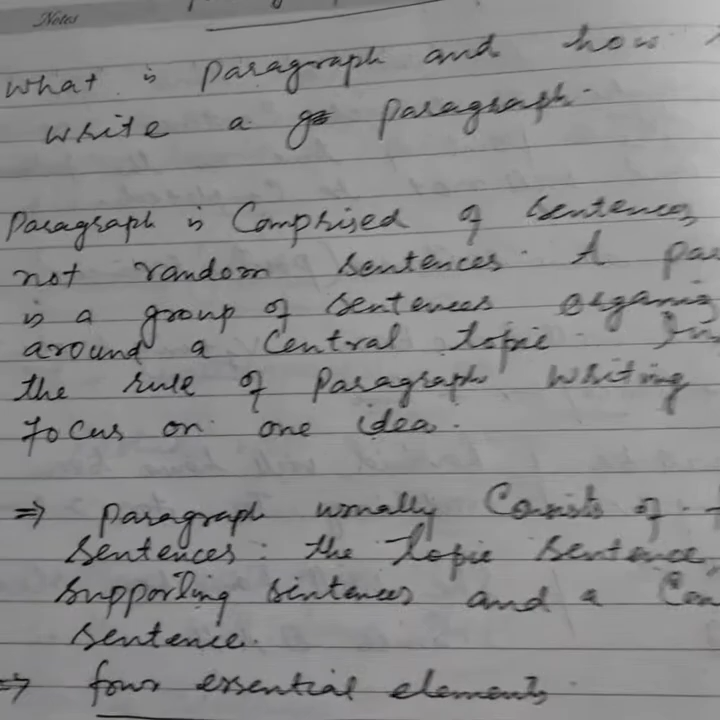 Notes
What is paragraph and how
write a paragraph.
Paragraph is Comprised of sentences,
not random sentences. A
is a group of sentences
around a Central topic.
the rule of Paragraph writing
focus on one idea.
⇒ paragraph usually Consists of
sentences: the topic sentence,
supporting sentences and a
sentence.
⇒ four essential elements